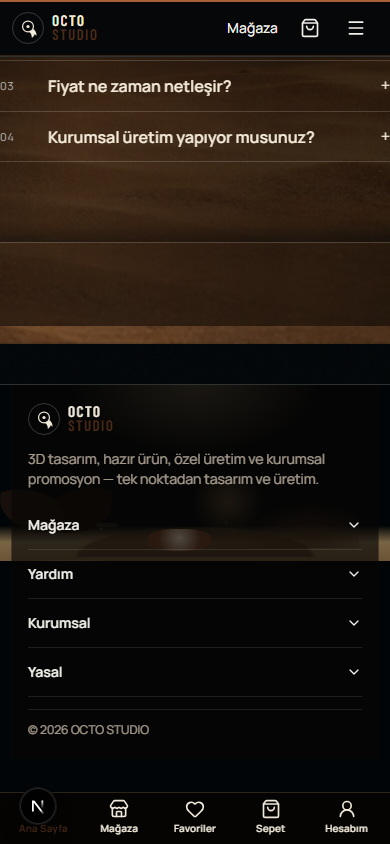 OCTO
STUDIO
Mağaza
03 Fiyat ne zaman netleşir? +
04 Kurumsal üretim yapıyor musunuz? +
OCTO
STUDIO
3D tasarım, hazır ürün, özel üretim ve kurumsal
promosyon — tek noktadan tasarım ve üretim.
Mağaza
Yardım
Kurumsal
Yasal
© 2026 OCTO STUDIO
N
Ana Sayfa Mağaza Favoriler Sepet Hesabım